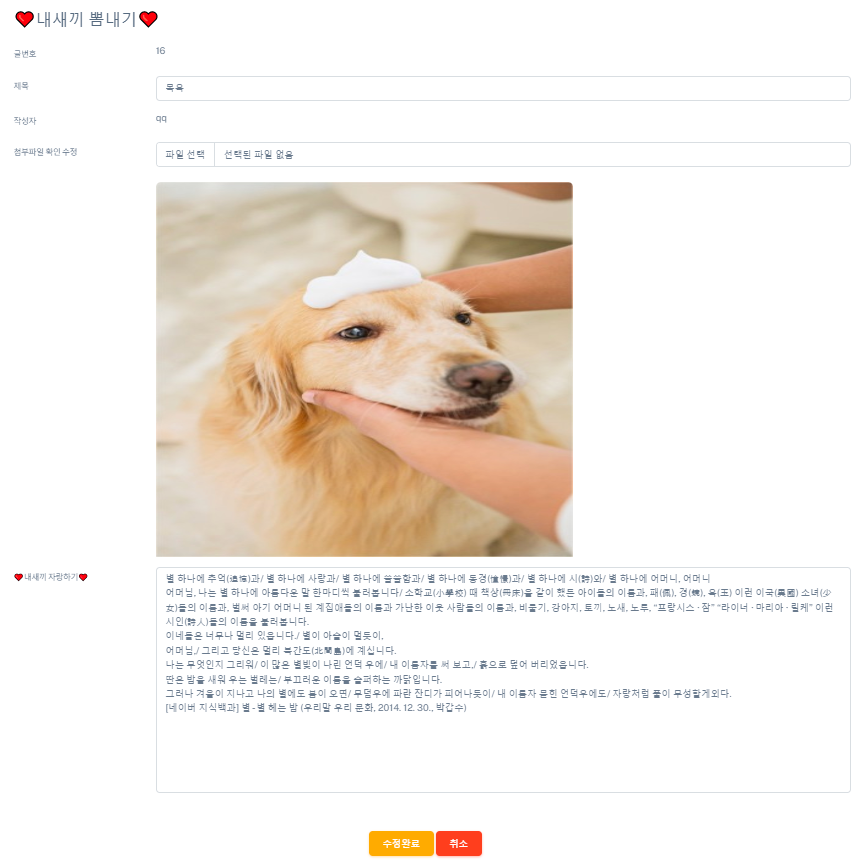 ❤️내새끼 뽐내기❤️
글번호 16
제목 목욕
작성자 qq
첨부파일 확인 수정 파일 선택 선택된 파일 없음
❤️내새끼 자랑하기❤️
별 하나에 추억(追憶)과/ 별 하나에 사랑과/ 별 하나에 쓸쓸함과/ 별 하나에 동경(憧憬)과/ 별 하나에 시(詩)와/ 별 하나에 어머니, 어머니
어머님, 나는 별 하나에 아름다운 말 한마디씩 불러봅니다/ 소학교(小學校) 때 책상(冊床)을 같이 했든 아이들의 이름과, 패(佩), 경(鏡), 옥(玉) 이런 이국(異國) 소녀(少
女)들의 이름과, 벌써 아기 어머니 된 계집애들의 이름과 가난한 이웃 사람들의 이름과, 비둘기, 강아지, 토끼, 노새, 노루, “프랑시스 · 잠” “라이너 · 마리아 · 릴케” 이런
시인(詩人)들의 이름을 불러봅니다.
이네들은 너무나 멀리 있읍니다./ 별이 아슬이 멀듯이,
어머님,/ 그리고 당신은 멀리 북간도(北間島)에 계십니다.
나는 무엇인지 그리워/ 이 많은 별빛이 나린 언덕 우에/ 내 이름자를 써 보고,/ 흙으로 덮어 버리었읍니다.
딴은 밤을 새워 우는 벌레는/ 부끄러운 이름을 슬퍼하는 까닭입니다.
그러나 겨울이 지나고 나의 별에도 봄이 오면/ 무덤우에 파란 잔디가 피어나듯이/ 내 이름자 묻힌 언덕우에도/ 자랑처럼 풀이 무성할게외다.
[네이버 지식백과] 별 - 별 헤는 밤 (우리말 우리 문화, 2014. 12. 30., 박갑수)
수정완료 취소